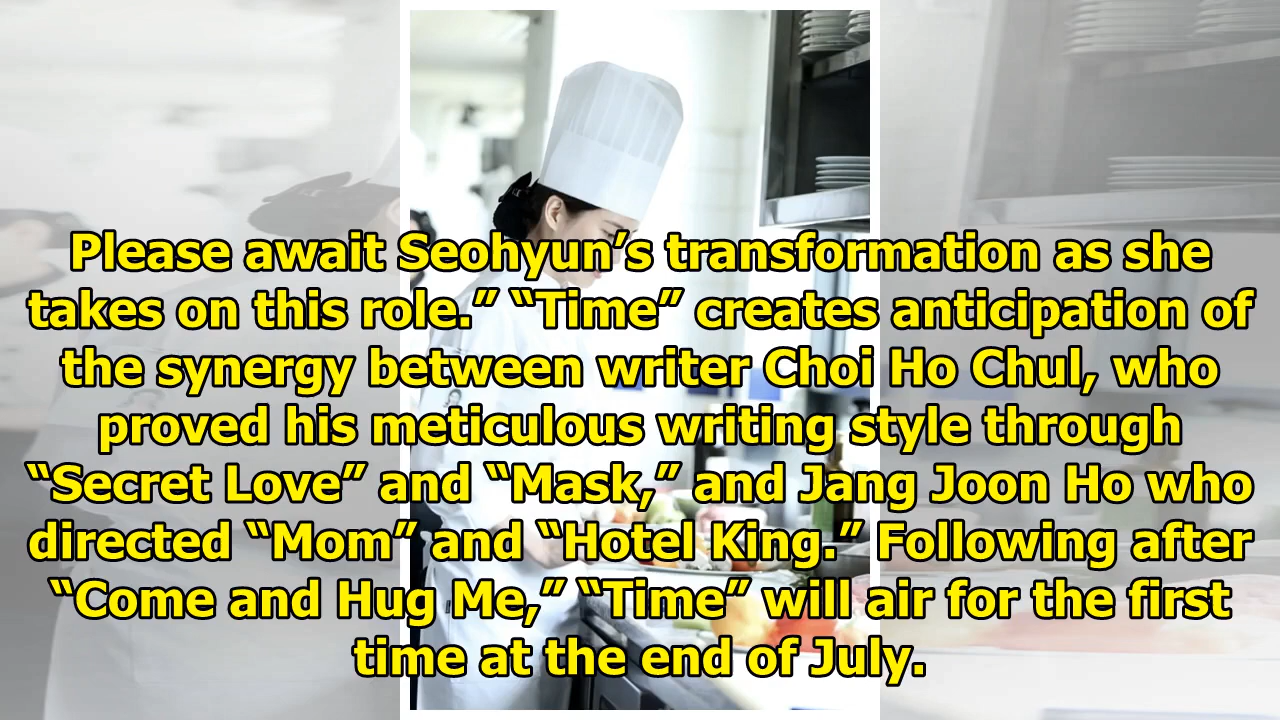 Please await Seohyun’s transformation as she
takes on this role.” “Time” creates anticipation of
the synergy between writer Choi Ho Chul, who
proved his meticulous writing style through
“Secret Love” and “Mask,” and Jang Joon Ho who
directed “Mom” and “Hotel King.” Following after
“Come and Hug Me,” “Time” will air for the first
time at the end of July.